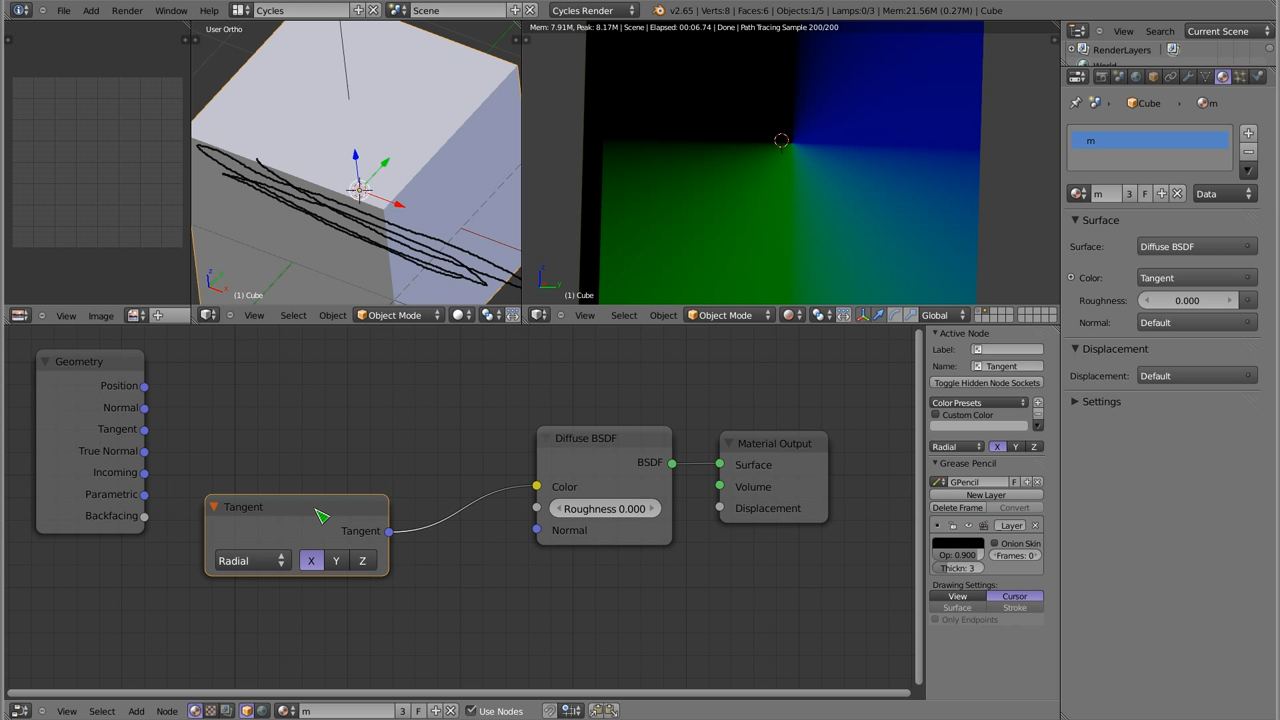 File Add Render Window Help Cycles Scene Cycles Render v2.65 | Verts:8 | Faces:6 | Objects:1/5 | Lamps:0/3 | Mem:21.56M (0.27M) | Cube
User Ortho
Mem: 7.91M, Peak: 8.17M | Scene | Elapsed: 00:06.74 | Done | Path Tracing Sample 200/200
View Search Current Scene
RenderLayers
Cube m
m
m 3 F Data
Surface
Surface: Diffuse BSDF
Color: Tangent
Roughness: 0.000
Normal: Default
Displacement
Displacement: Default
Settings
(1) Cube
(1) Cube
View Image
View Select Object Object Mode
View Select Object Object Mode Global
Geometry
Position
Normal
Tangent
True Normal
Incoming
Parametric
Backfacing
Tangent
Tangent
Radial X Y Z
Diffuse BSDF
BSDF
Color
Roughness 0.000
Normal
Material Output
Surface
Volume
Displacement
Active Node
Label:
Name: Tangent
Toggle Hidden Node Sockets
Color Presets
Custom Color
Radial X Y Z
Grease Pencil
GPencil F
New Layer
Delete Frame Convert
Layer
Onion Skin
Op: 0.900 Frames: 0
Thickn: 3
Drawing Settings:
View Cursor
Surface Stroke
Only Endpoints
View Select Add Node m 3 F Use Nodes